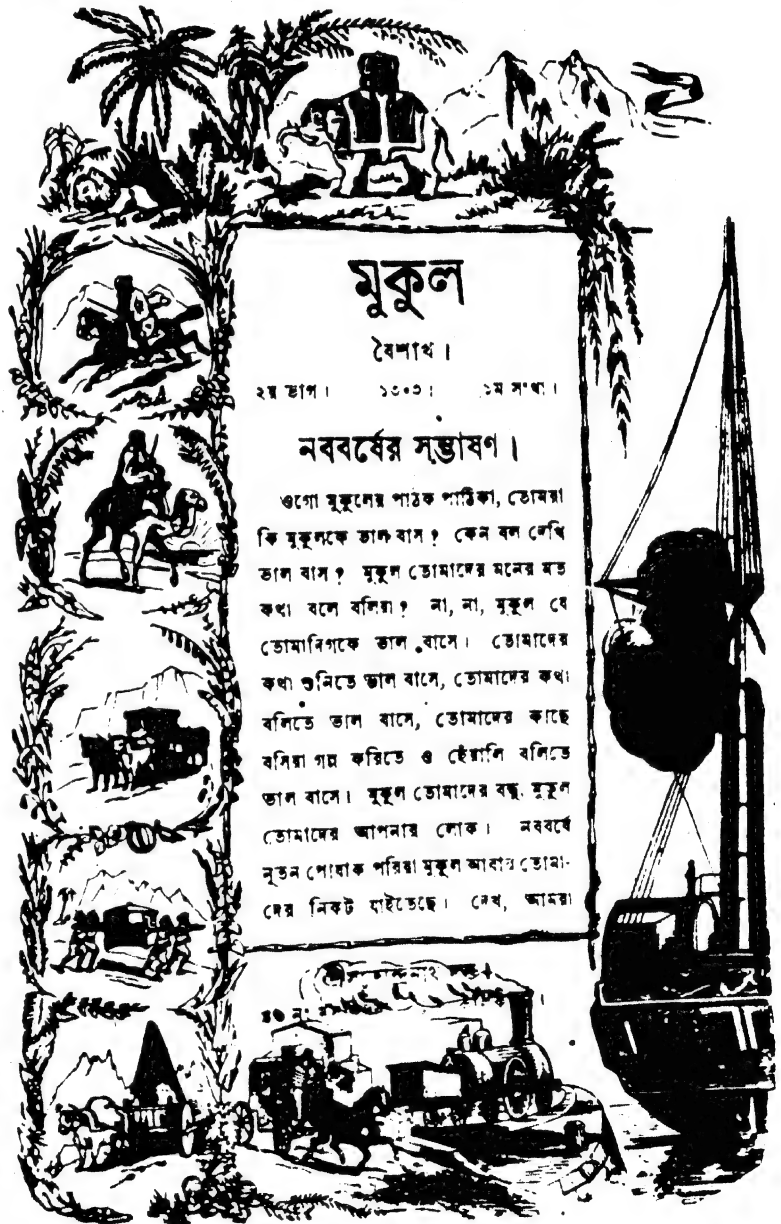 মুকুল
বৈশাখ।
২য় ভাগ। ১৩০৩। ১ম সংখ্যা।
নববর্ষের সম্ভাষণ।
ওগো মুকুলের পাঠক পাঠিকা, তোমরা
কি মুকুলকে ভাল বাস? কেন বল দেখি
ভাল বাস? মুকুল তোমাদের মনের মত
কথা বলে বলিয়া? না, না, মুকুল যে
তোমাদিগকে ভাল বাসে। তোমাদের
কথা শুনিতে ভাল বাসে, তোমাদের কথা
বলিতে ভাল বাসে, তোমাদের কাছে
বসিয়া গল্প করিতে ও হেঁয়ালি বলিতে
ভাল বাসে। মুকুল তোমাদের বন্ধু, মুকুল
তোমাদের আপনার লোক। নববর্ষে
নূতন পোষাক পরিয়া মুকুল আবার তোমা-
দের নিকট যাইতেছে। দেখ, আমরা